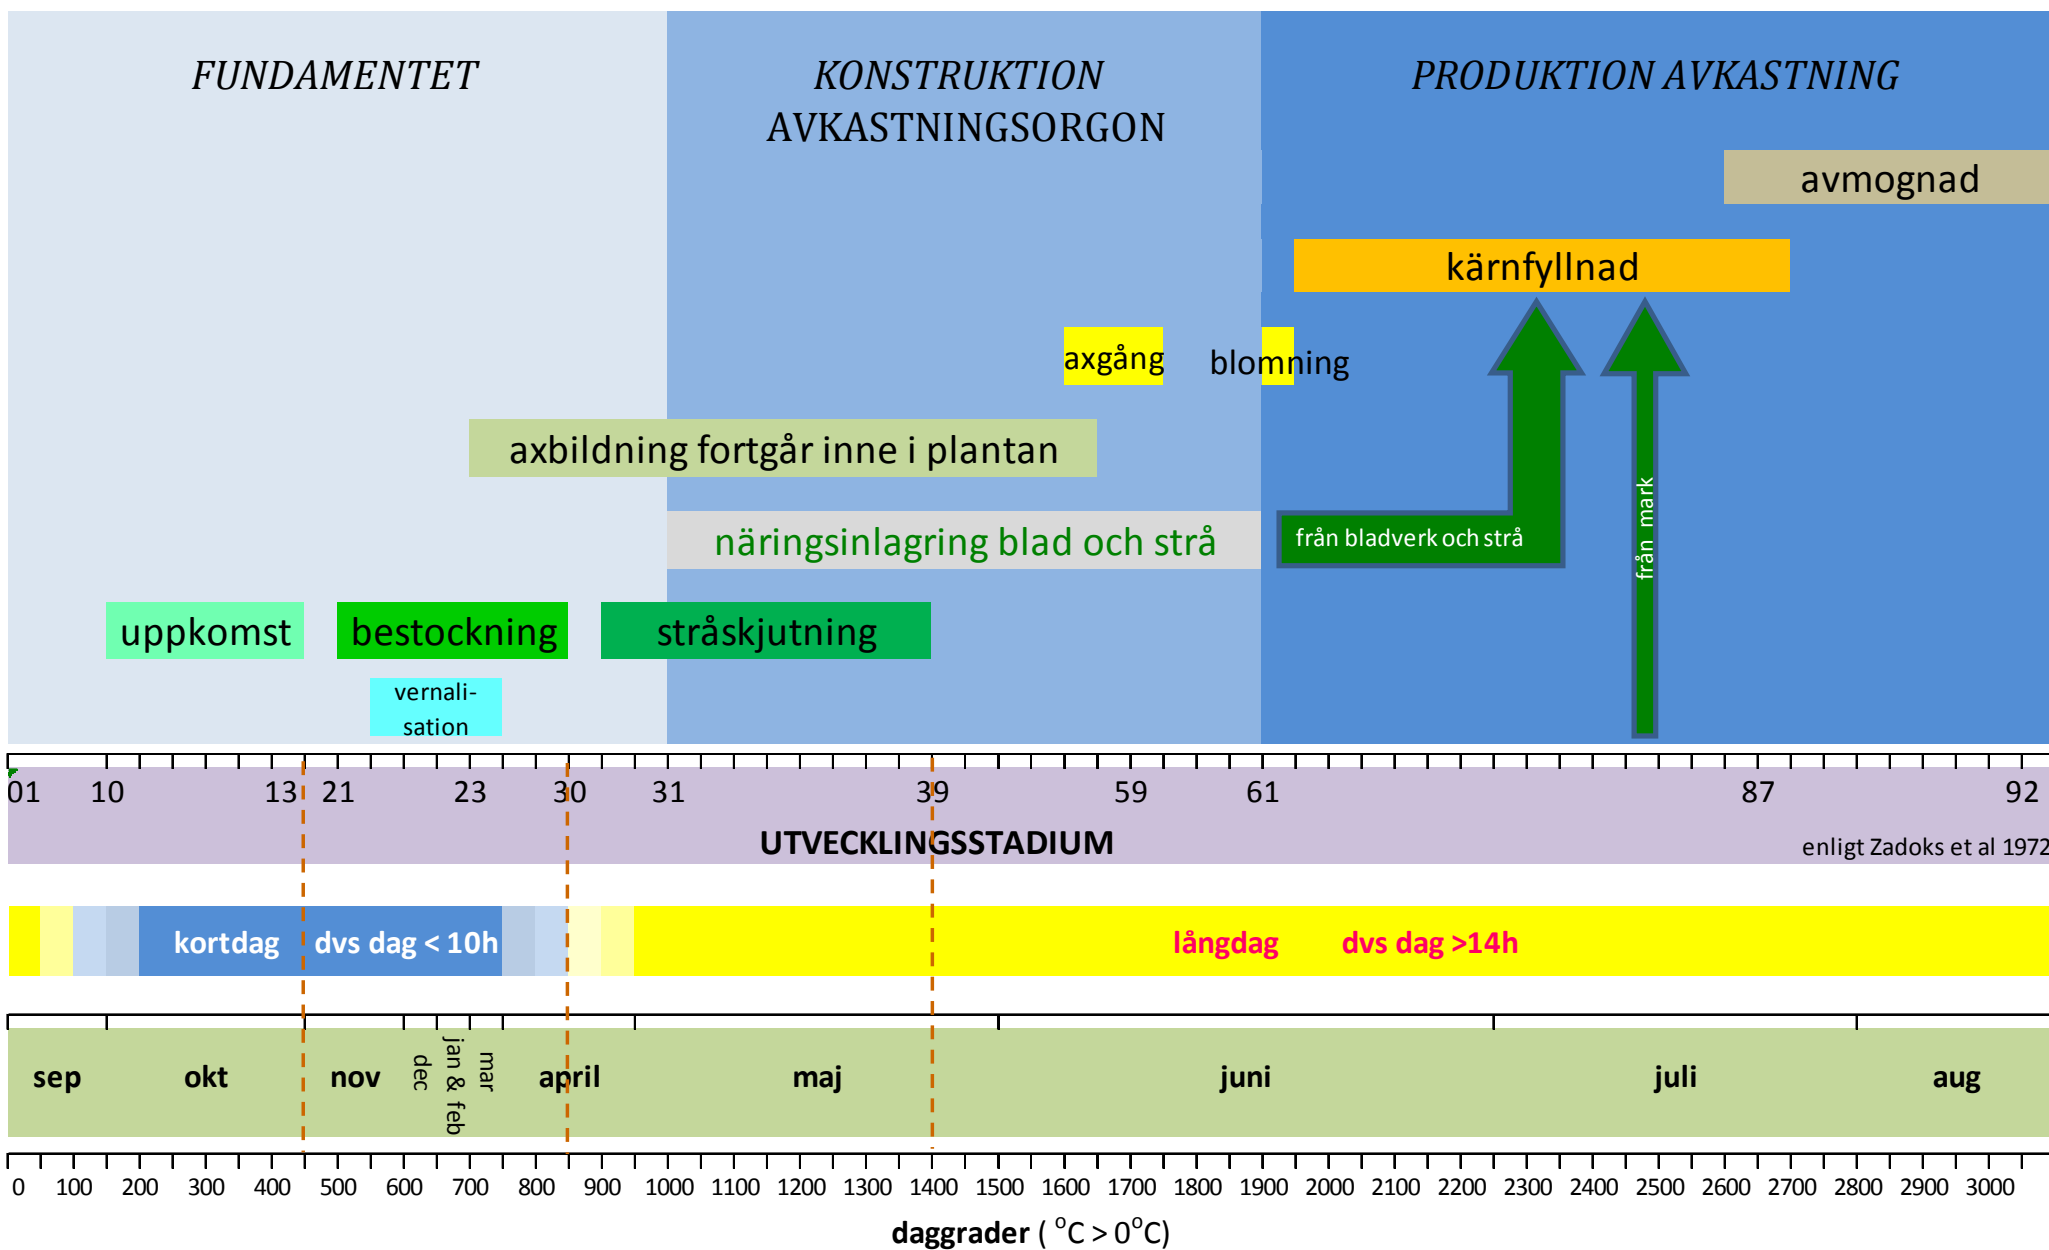 FUNDAMENTET
KONSTRUKTION
AVKASTNINGSORGON
PRODUKTION AVKASTNING
avmognad
kärnfyllnad
axgång
blomning
axbildning fortgår inne i plantan
näringsinlagring blad och strå
från bladverk och strå
från mark
uppkomst
bestockning
stråskjutning
vernali-
sation
01 10 13 21 23 30 31 39 59 61 87 92
UTVECKLINGSSTADIUM
enligt Zadoks et al 1972
kortdag dvs dag < 10h
långdag dvs dag >14h
sep okt nov dec jan & feb mar april maj juni juli aug
0 100 200 300 400 500 600 700 800 900 1000 1100 1200 1300 1400 1500 1600 1700 1800 1900 2000 2100 2200 2300 2400 2500 2600 2700 2800 2900 3000
daggrader ( °C > 0°C)